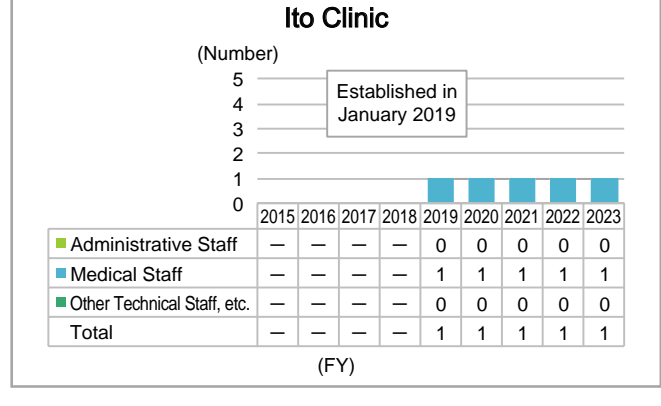 Ito Clinic
(Number)
Established in
January 2019
5
4
3
2
1
0
2015 2016 2017 2018 2019 2020 2021 2022 2023
Administrative Staff — — — — 0 0 0 0 0
Medical Staff — — — — 1 1 1 1 1
Other Technical Staff, etc. — — — — 0 0 0 0 0
Total — — — — 1 1 1 1 1
(FY)